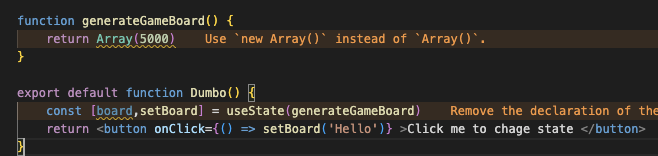 function generateGameBoard() {
return Array(5000) Use `new Array()` instead of `Array()`.
}
export default function Dumbo() {
const [board,setBoard] = useState(generateGameBoard) Remove the declaration of the
return <button onClick={() => setBoard('Hello')} >Click me to chage state </button>
}